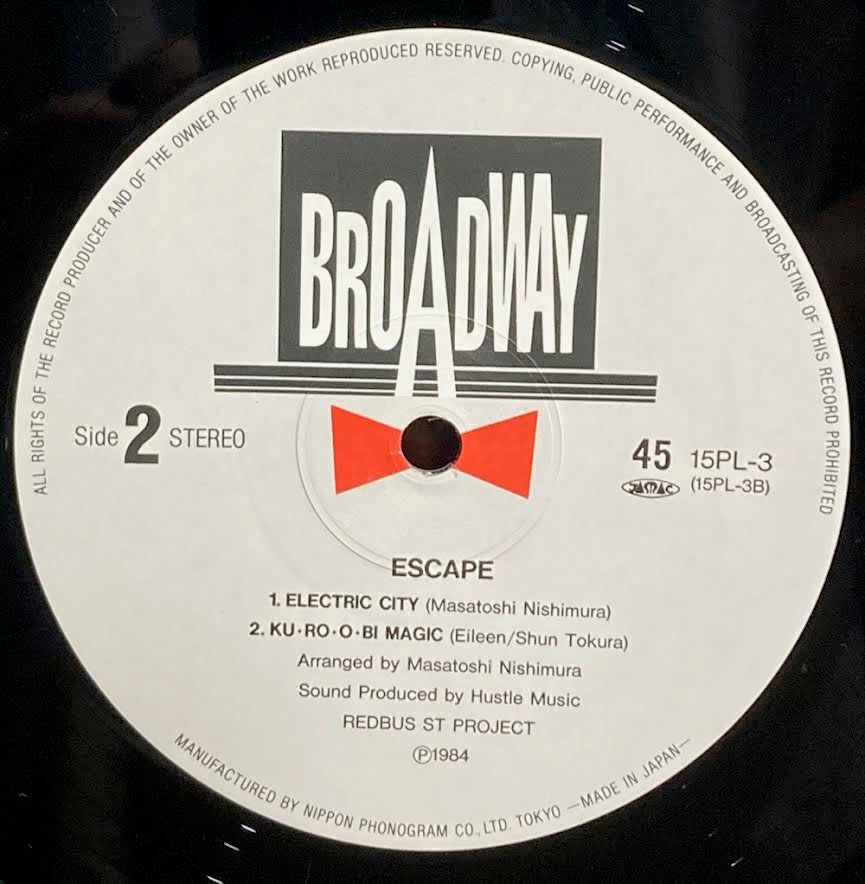 ALL RIGHTS OF THE RECORD PRODUCER AND OF THE OWNER OF THE WORK REPRODUCED RESERVED. COPYING, PUBLIC PERFORMANCE AND BROADCASTING OF THIS RECORD PROHIBITED
BROADWAY
Side 2 STEREO
45 15PL-3
JASRAC (15PL-3B)
ESCAPE
1. ELECTRIC CITY (Masatoshi Nishimura)
2. KU·RO·O·BI MAGIC (Eileen/Shun Tokura)
Arranged by Masatoshi Nishimura
Sound Produced by Hustle Music
REDBUS ST PROJECT
Ⓟ1984
MANUFACTURED BY NIPPON PHONOGRAM CO., LTD. TOKYO —MADE IN JAPAN—